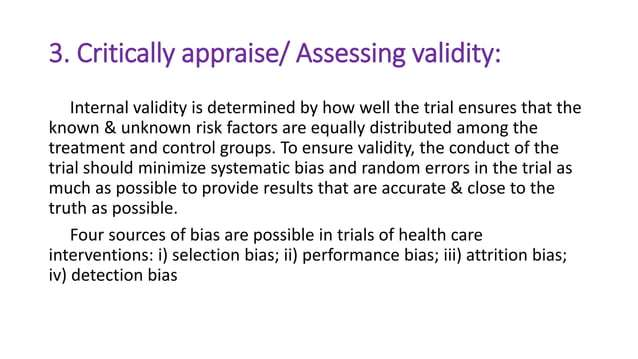 3. Critically appraise/ Assessing validity:
Internal validity is determined by how well the trial ensures that the
known & unknown risk factors are equally distributed among the
treatment and control groups. To ensure validity, the conduct of the
trial should minimize systematic bias and random errors in the trial as
much as possible to provide results that are accurate & close to the
truth as possible.
Four sources of bias are possible in trials of health care
interventions: i) selection bias; ii) performance bias; iii) attrition bias;
iv) detection bias